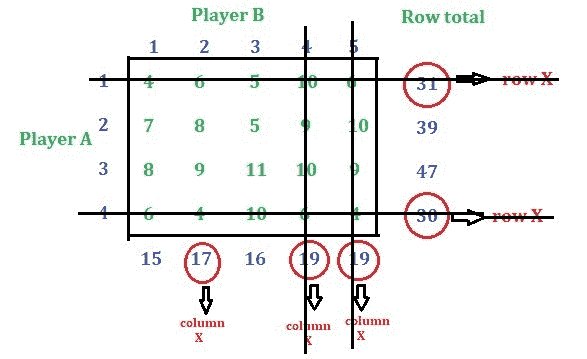 Player B Row total
1 2 3 4 5
1 4 6 5 10 6 31 row X
2 7 8 5 9 10 39
Player A
3 8 9 11 10 9 47
4 6 4 10 6 4 30 row X
15 17 16 19 19
column column column
X X X